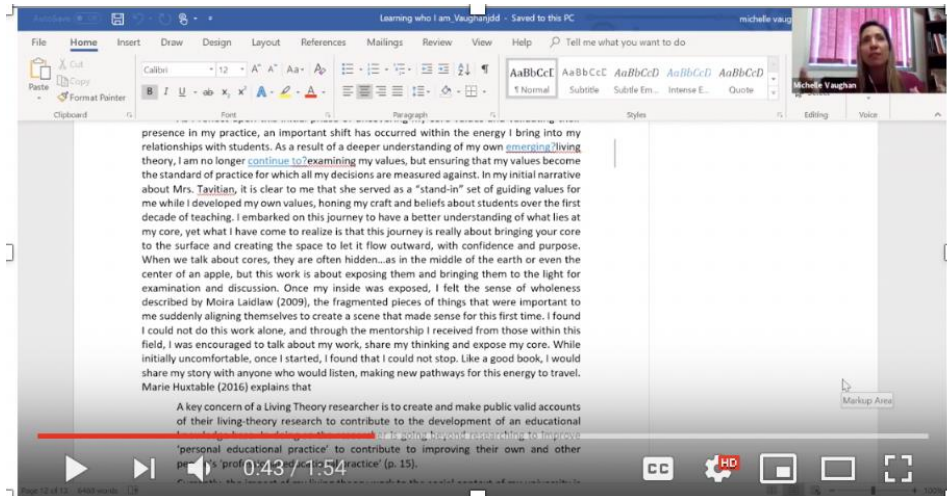 AutoSave
Learning who I am_Vaughanjdd - Saved to this PC
michelle vaug
File Home Insert Draw Design Layout References Mailings Review View Help Tell me what you want to do
Cut
Copy
Format Painter
Paste
Calibri 12
AaBbCcI AaBbCcD AaBbCcD AaBbCcD AaBbCcD
¶ Normal Subtitle Subtle Em... Intense E... Quote
Michelle Vaughan
Clipboard Font Paragraph Styles Editing Voice
presence in my practice, an important shift has occurred within the energy I bring into my
relationships with students. As a result of a deeper understanding of my own emerging?living
theory, I am no longer continue to?examining my values, but ensuring that my values become
the standard of practice for which all my decisions are measured against. In my initial narrative
about Mrs. Tavitian, it is clear to me that she served as a “stand-in” set of guiding values for
me while I developed my own values, honing my craft and beliefs about students over the first
decade of teaching. I embarked on this journey to have a better understanding of what lies at
my core, yet what I have come to realize is that this journey is really about bringing your core
to the surface and creating the space to let it flow outward, with confidence and purpose.
When we talk about cores, they are often hidden...as in the middle of the earth or even the
center of an apple, but this work is about exposing them and bringing them to the light for
examination and discussion. Once my inside was exposed, I felt the sense of wholeness
described by Moira Laidlaw (2009), the fragmented pieces of things that were important to
me suddenly aligning themselves to create a scene that made sense for this first time. I found
I could not do this work alone, and through the mentorship I received from those within this
field, I was encouraged to talk about my work, share my thinking and expose my core. While
initially uncomfortable, once I started, I found that I could not stop. Like a good book, I would
share my story with anyone who would listen, making new pathways for this energy to travel.
Marie Huxtable (2016) explains that
Markup Area
A key concern of a Living Theory researcher is to create and make public valid accounts
of their living-theory research to contribute to the development of an educational
is going beyond researching to improve
‘personal educational practice’ to contribute to improving their own and other
practice’ (p. 15).
0:43 / 1:54
CC
HD